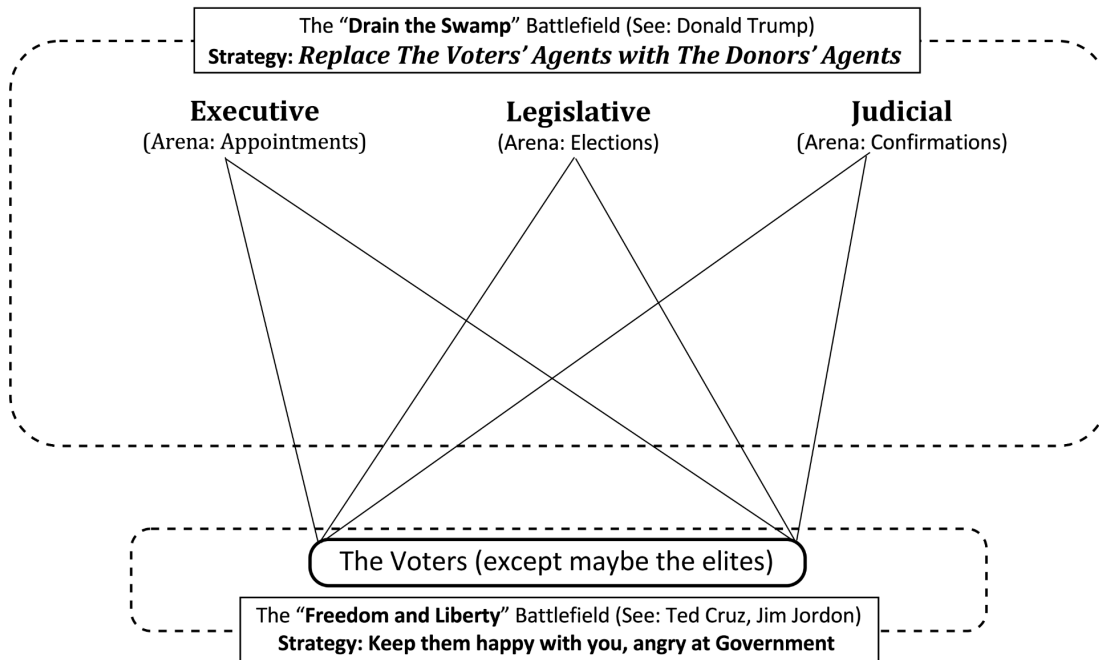 The “Drain the Swamp” Battlefield (See: Donald Trump)
Strategy: Replace The Voters’ Agents with The Donors’ Agents
Executive
(Arena: Appointments)
Legislative
(Arena: Elections)
Judicial
(Arena: Confirmations)
The Voters (except maybe the elites)
The “Freedom and Liberty” Battlefield (See: Ted Cruz, Jim Jordon)
Strategy: Keep them happy with you, angry at Government